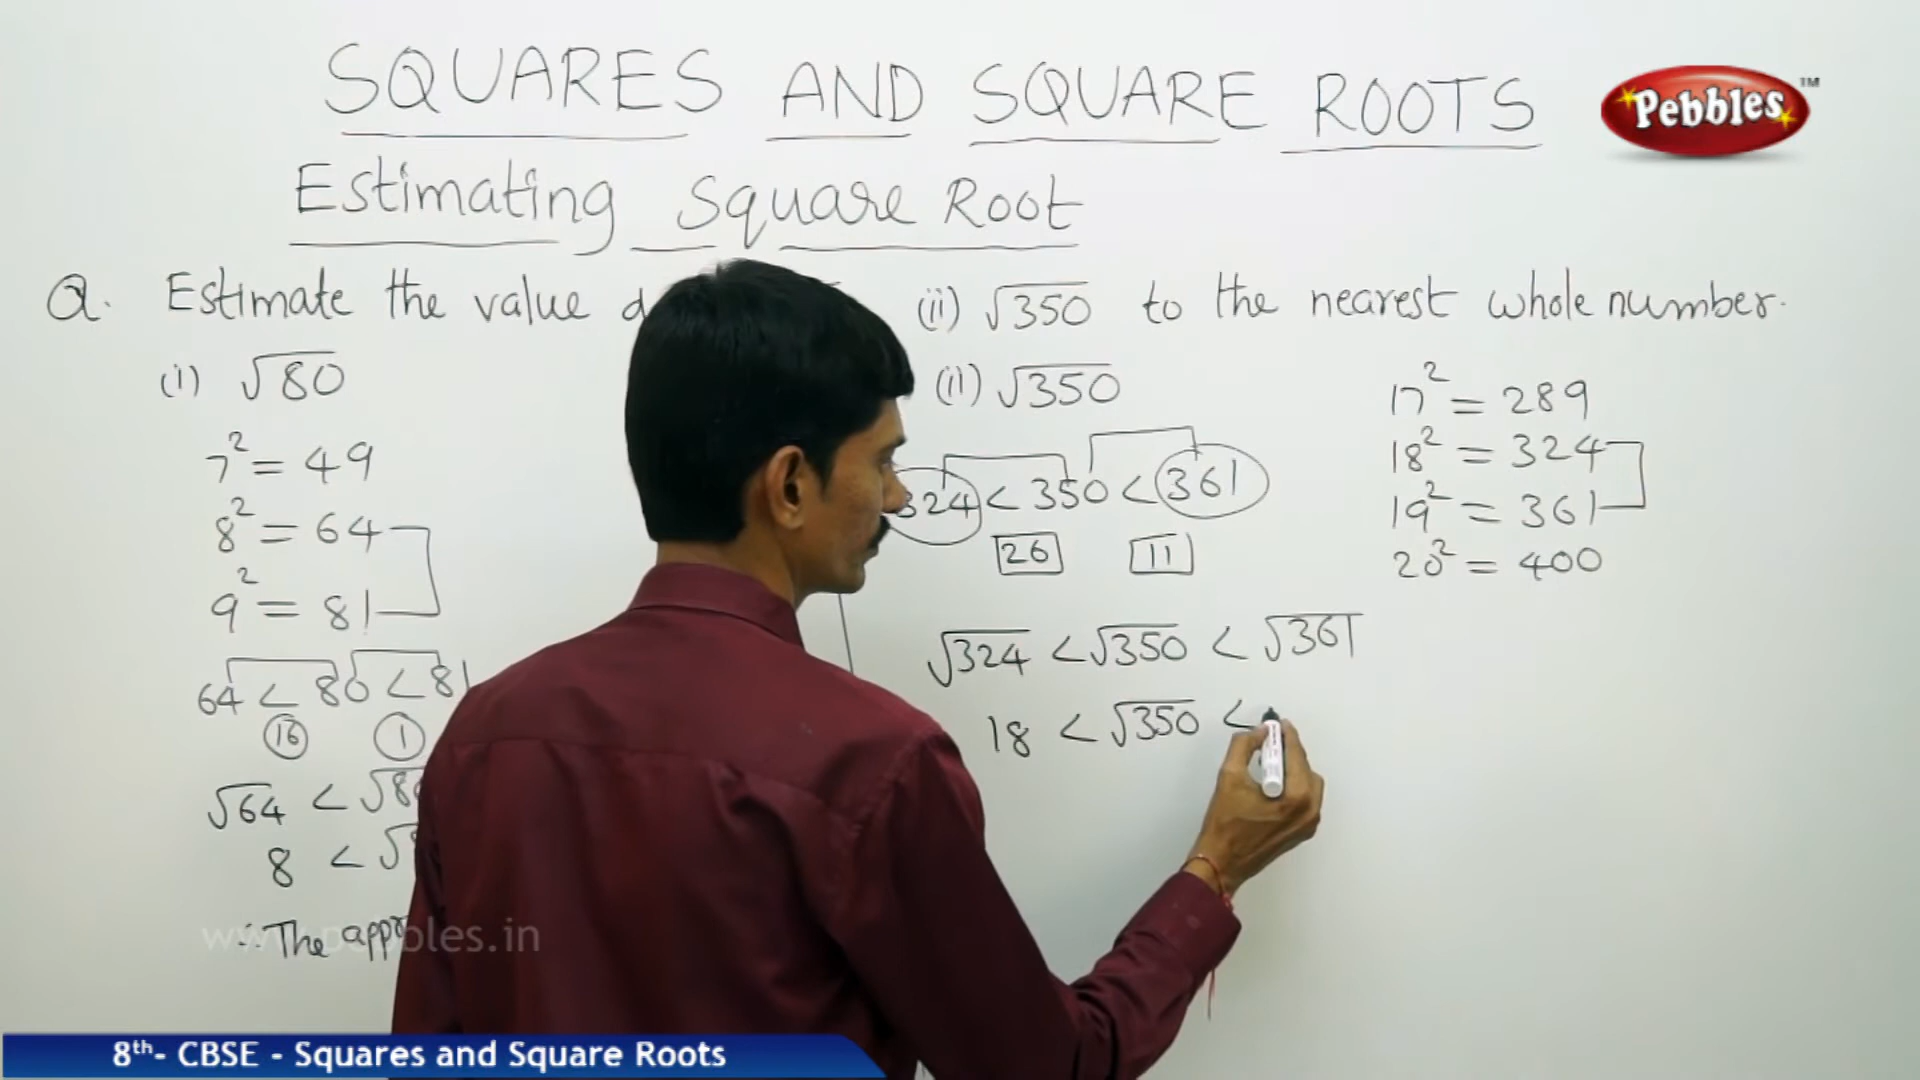 SQUARES AND SQUARE ROOTS
Pebbles™
Estimating Square Root
Q. Estimate the value (ii) √350 to the nearest whole number.
(i) √80
7² = 49
8² = 64
9² = 81
64 < 80 < 81
16 1
√64 <
8 <
∴ The
(ii) √350
324 < 350 < 361
26 11
√324 < √350 < √361
18 < √350 <
17² = 289
18² = 324
19² = 361
20² = 400
www.pebbles.in
8th- CBSE - Squares and Square Roots